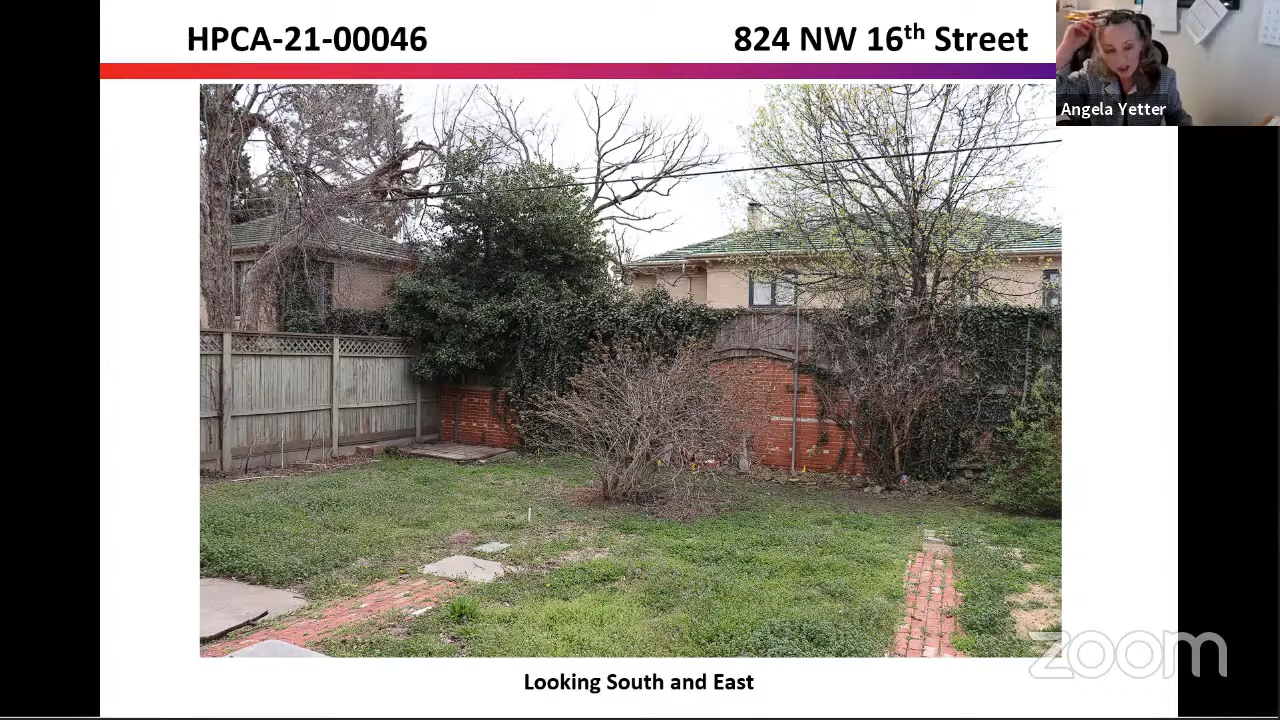 HPCA-21-00046
824 NW 16th Street
Angela Yetter
zoom
Looking South and East